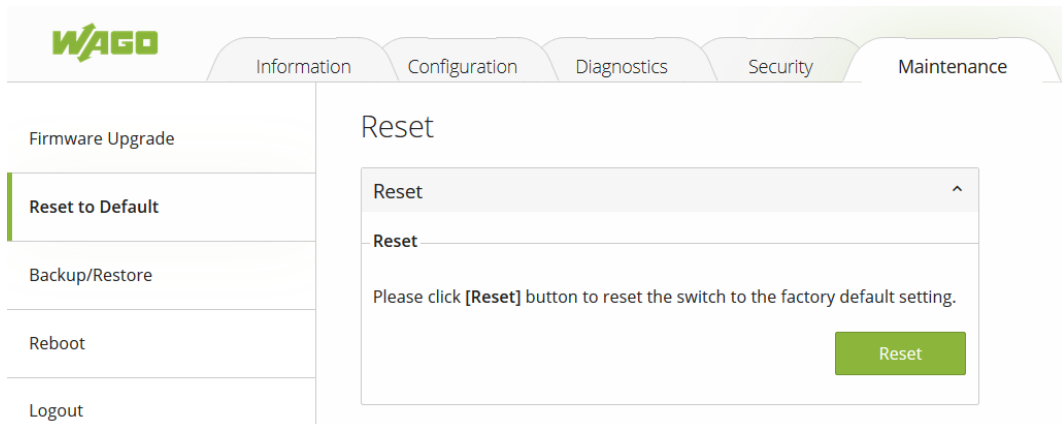 WAGO
Information Configuration Diagnostics Security Maintenance
Firmware Upgrade
Reset to Default
Backup/Restore
Reboot
Logout
Reset
Reset
Reset
Please click [Reset] button to reset the switch to the factory default setting.
Reset